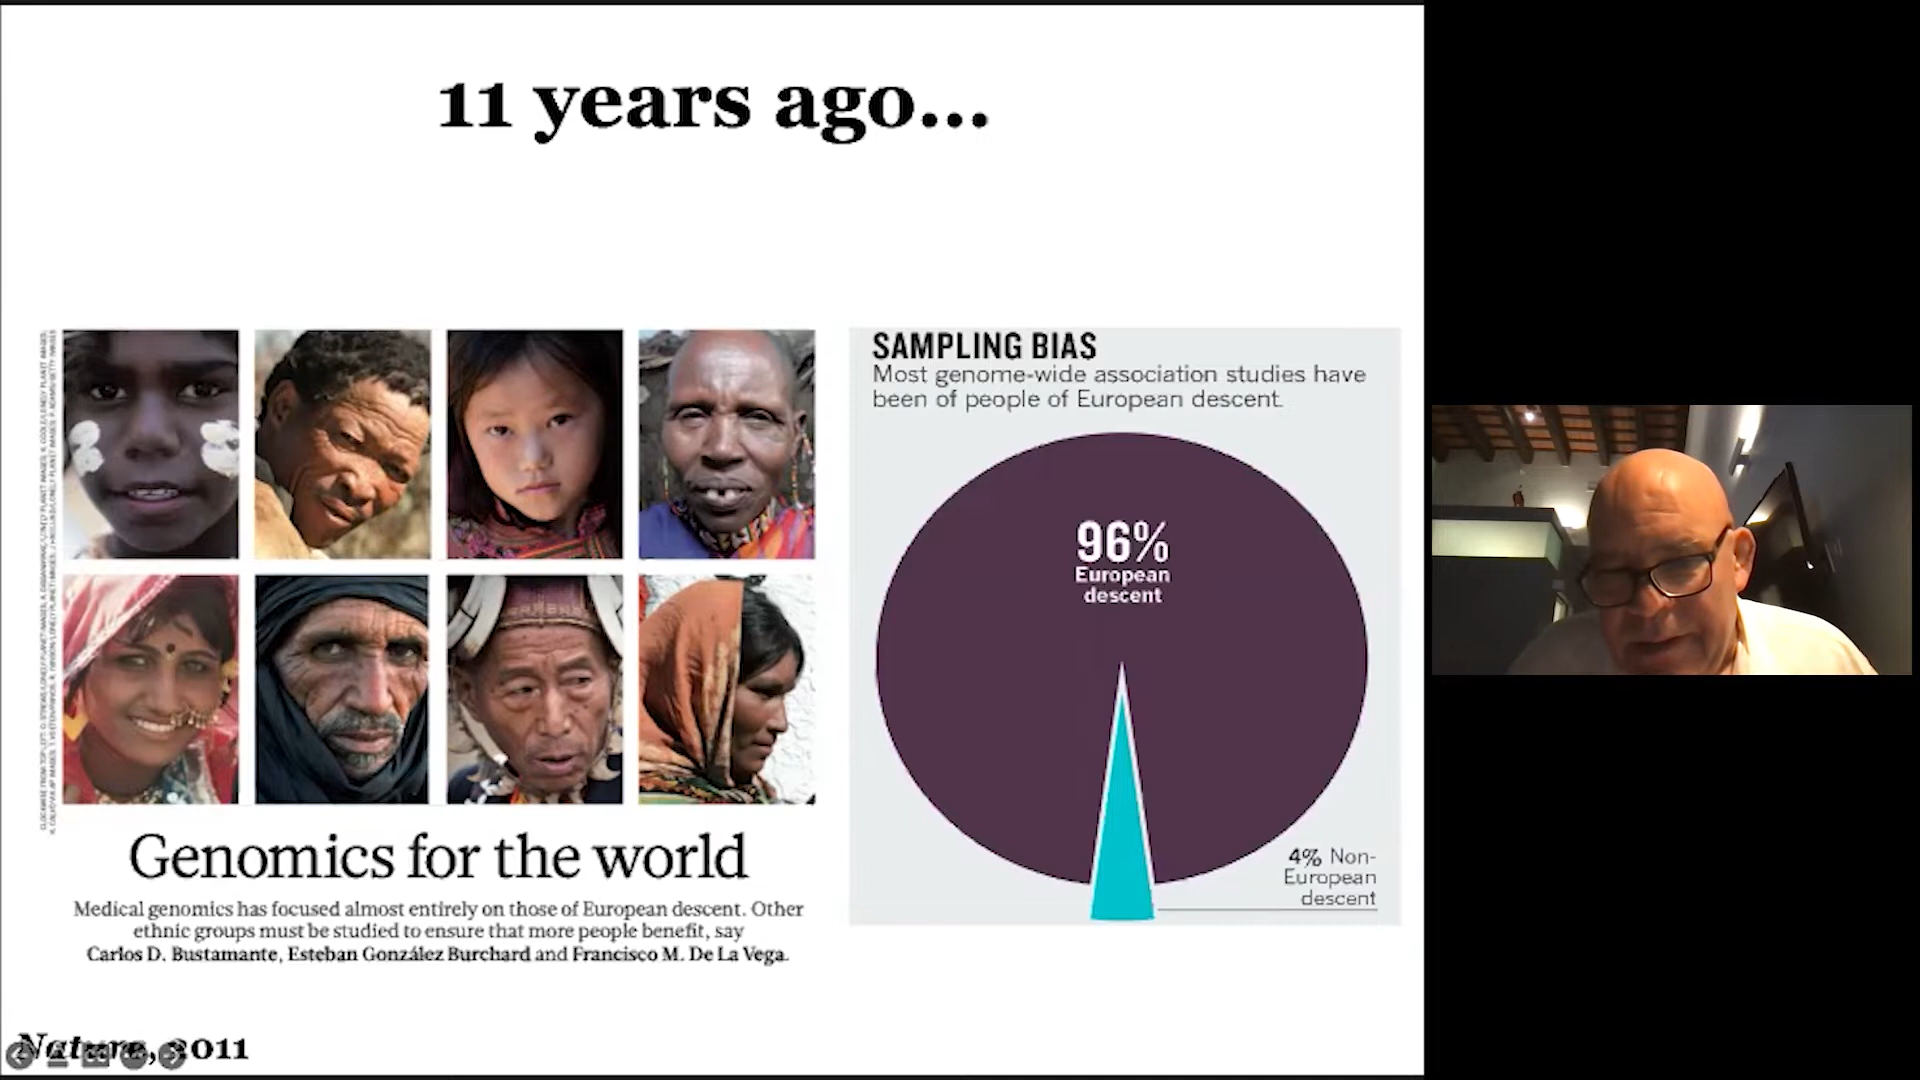 11 years ago...
SAMPLING BIAS
Most genome-wide association studies have
been of people of European descent.
96%
European
descent
4% Non-
European
descent
Genomics for the world
Medical genomics has focused almost entirely on those of European descent. Other
ethnic groups must be studied to ensure that more people benefit, say
Carlos D. Bustamante, Esteban González Burchard and Francisco M. De La Vega.
Nature, 2011